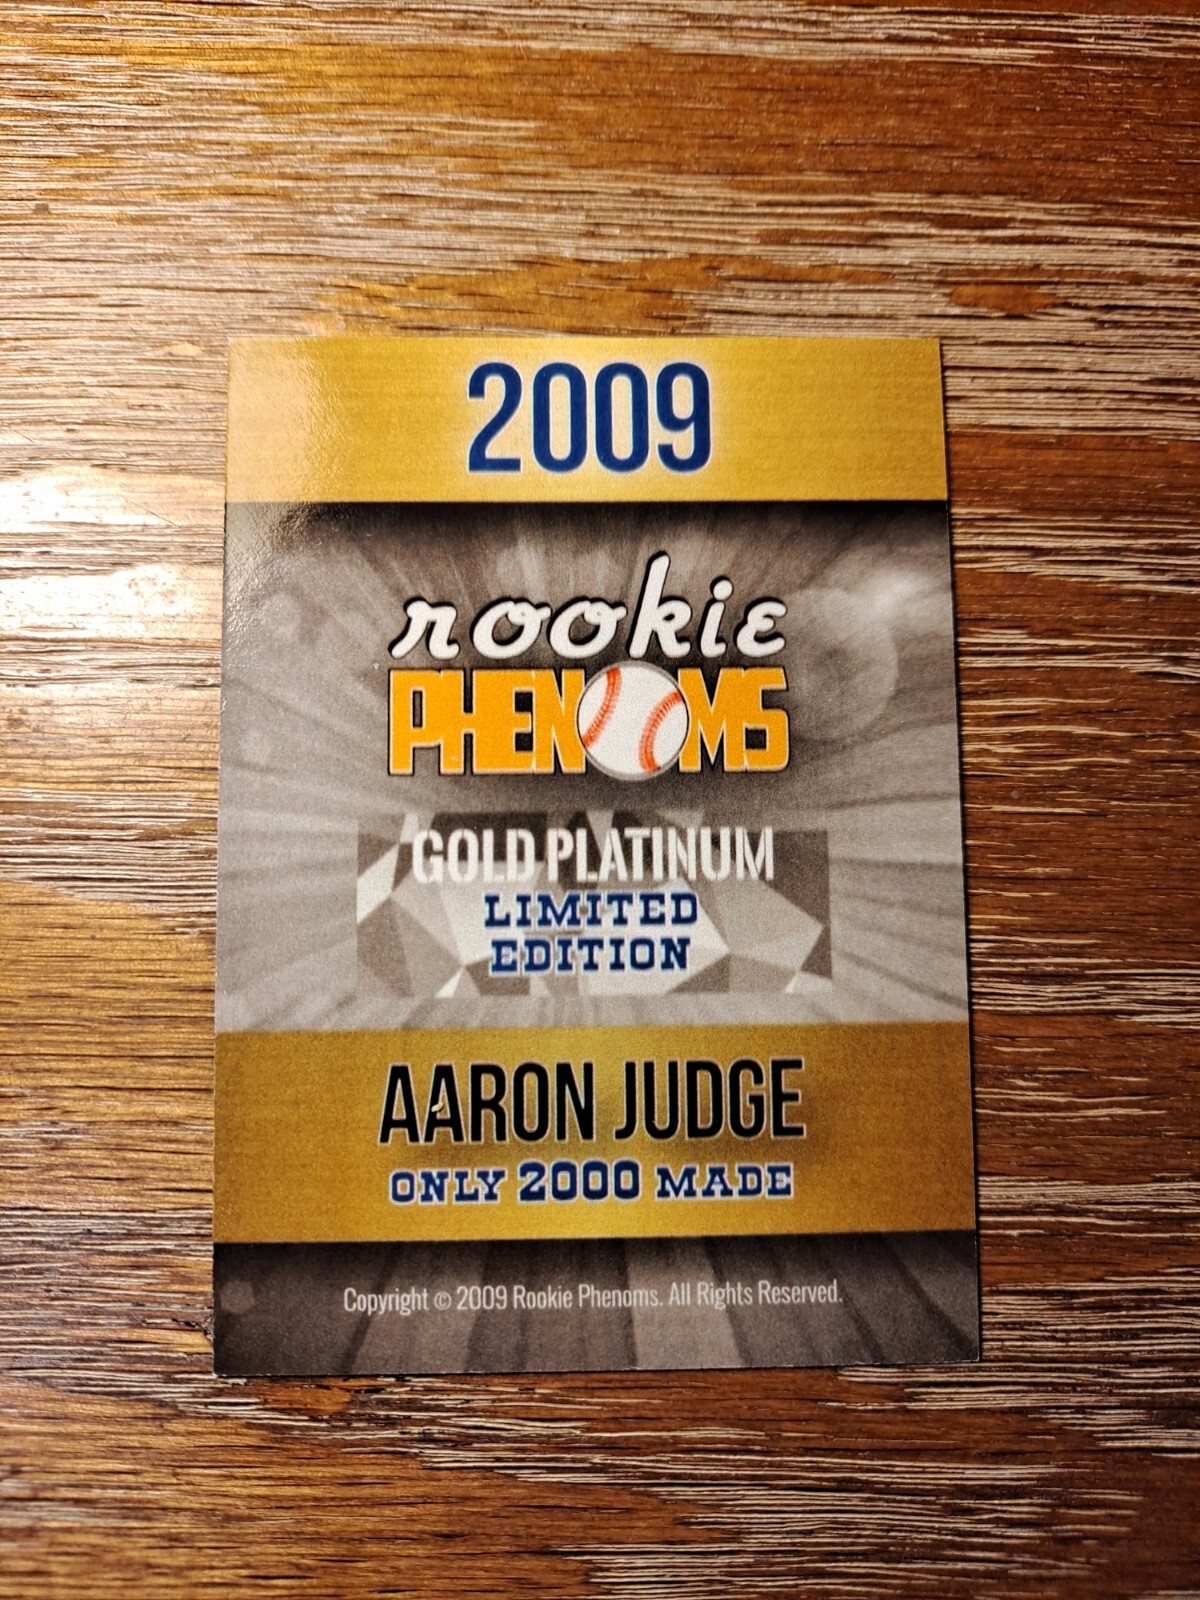 2009
rookie
PHENOMS
GOLD PLATINUM
LIMITED
EDITION
AARON JUDGE
ONLY 2000 MADE
Copyright © 2009 Rookie Phenoms. All Rights Reserved.